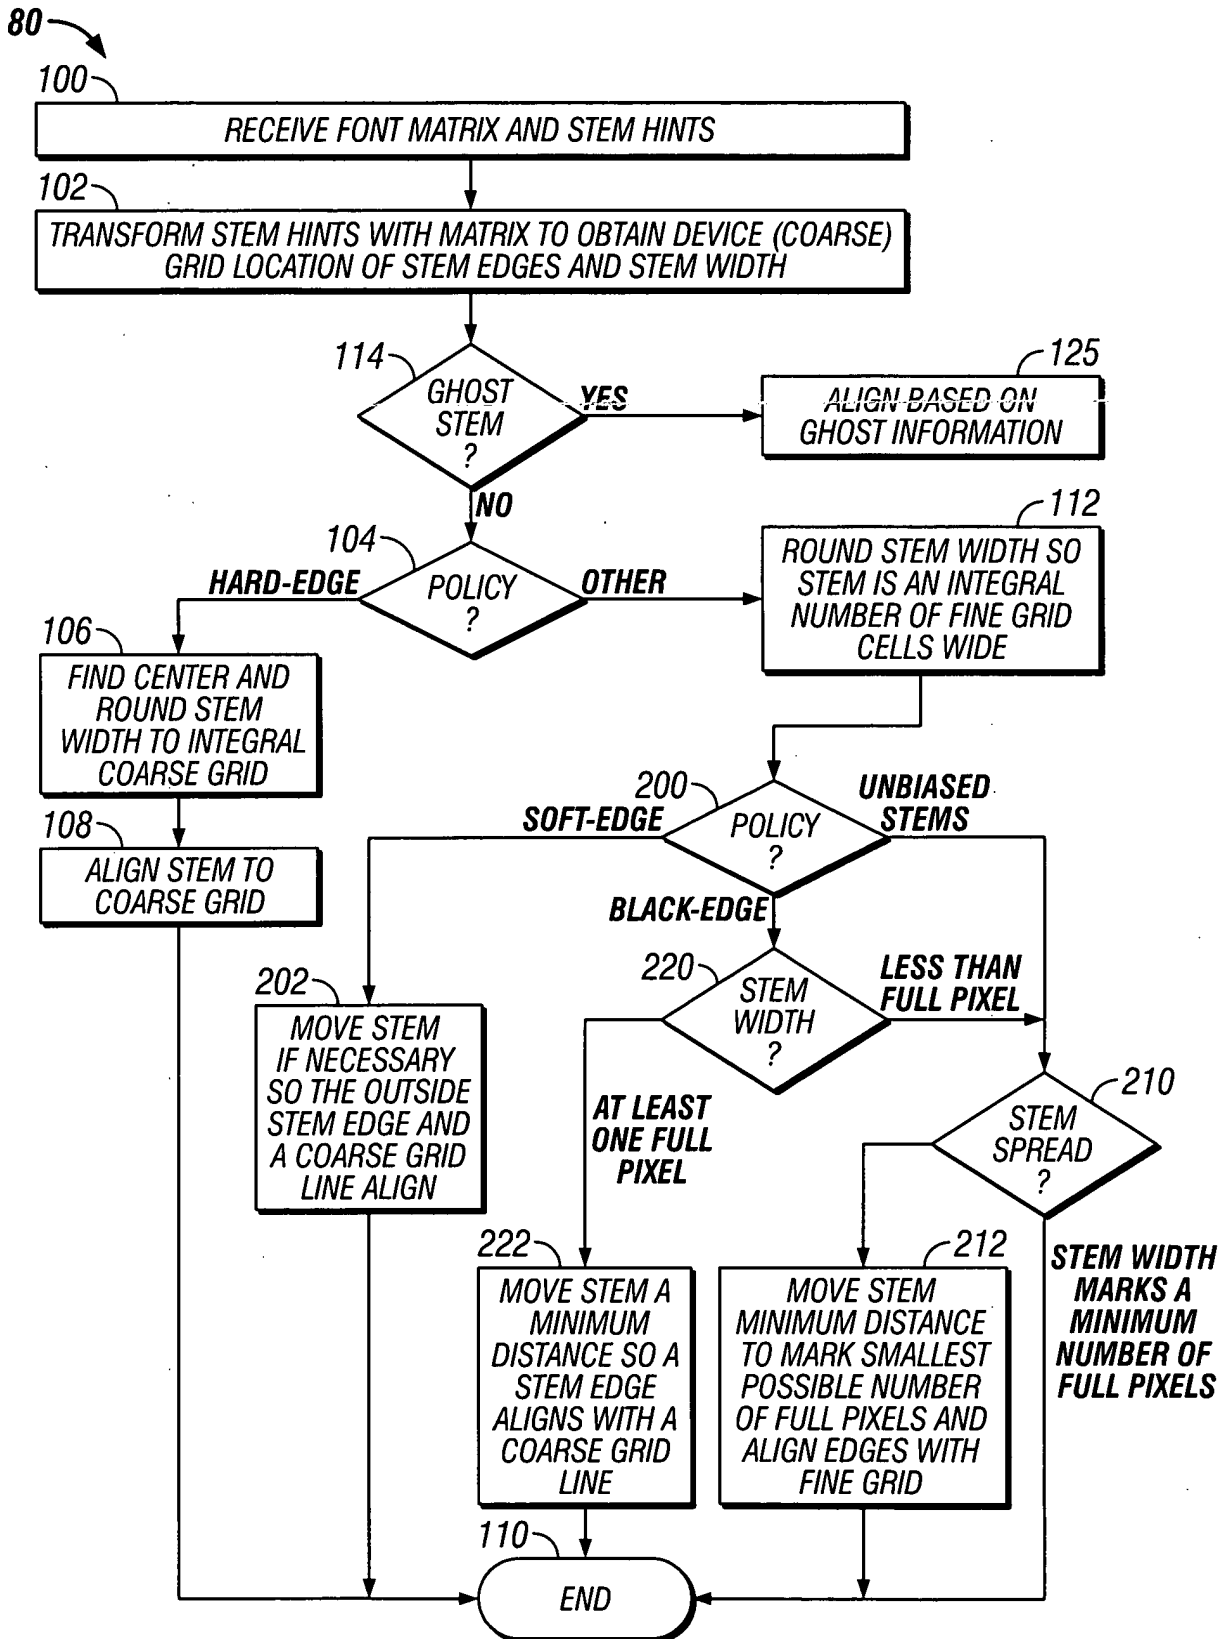 80
100
RECEIVE FONT MATRIX AND STEM HINTS
102
TRANSFORM STEM HINTS WITH MATRIX TO OBTAIN DEVICE (COARSE)
GRID LOCATION OF STEM EDGES AND STEM WIDTH
114
GHOST
STEM
?
YES
125
ALIGN BASED ON
GHOST INFORMATION
NO
104
POLICY
?
HARD-EDGE
OTHER
112
ROUND STEM WIDTH SO
STEM IS AN INTEGRAL
NUMBER OF FINE GRID
CELLS WIDE
106
FIND CENTER AND
ROUND STEM
WIDTH TO INTEGRAL
COARSE GRID
108
ALIGN STEM TO
COARSE GRID
200
POLICY
?
SOFT-EDGE
UNBIASED
STEMS
BLACK-EDGE
202
MOVE STEM
IF NECESSARY
SO THE OUTSIDE
STEM EDGE AND
A COARSE GRID
LINE ALIGN
220
STEM
WIDTH
?
LESS THAN
FULL PIXEL
AT LEAST
ONE FULL
PIXEL
210
STEM
SPREAD
?
222
MOVE STEM A
MINIMUM
DISTANCE SO A
STEM EDGE
ALIGNS WITH A
COARSE GRID
LINE
212
MOVE STEM
MINIMUM DISTANCE
TO MARK SMALLEST
POSSIBLE NUMBER
OF FULL PIXELS AND
ALIGN EDGES WITH
FINE GRID
STEM WIDTH
MARKS A
MINIMUM
NUMBER OF
FULL PIXELS
110
END